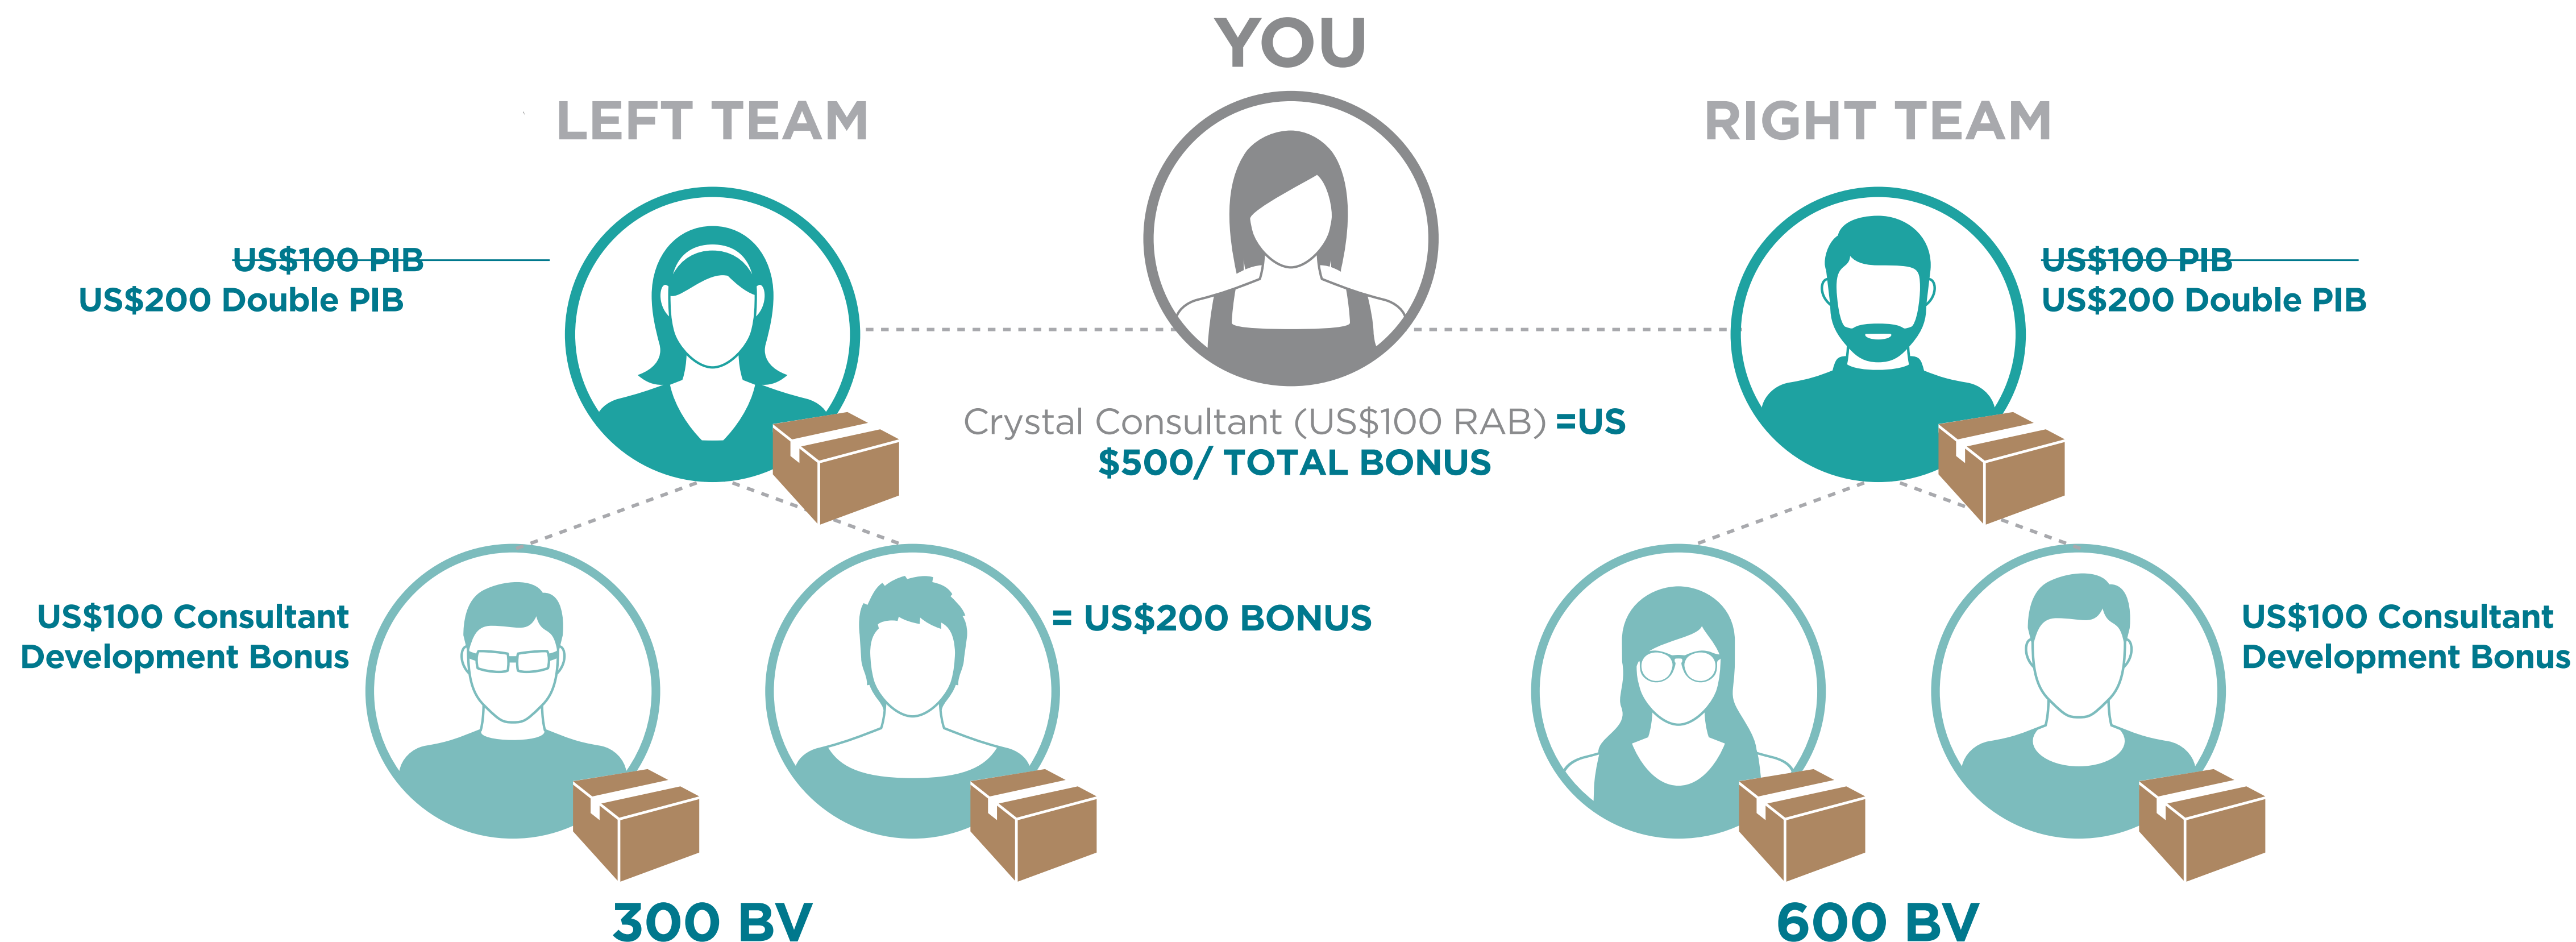 YOU
LEFT TEAM
RIGHT TEAM
US$100 PIB
US$200 Double PIB
US$100 PIB
US$200 Double PIB
Crystal Consultant (US$100 RAB) =US
$500/ TOTAL BONUS
US$100 Consultant
Development Bonus
= US$200 BONUS
US$100 Consultant
Development Bonus
300 BV
600 BV